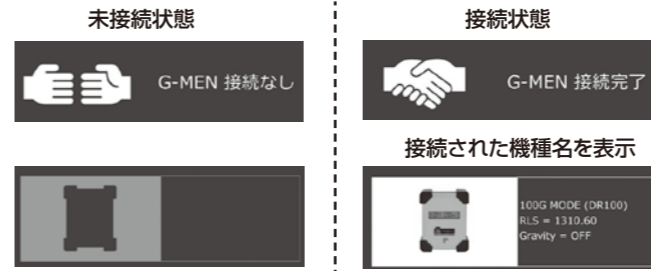 未接続状態
G-MEN 接続なし
接続状態
G-MEN 接続完了
接続された機種名を表示
100G MODE (DR100)
RLS = 1310.60
Gravity = OFF